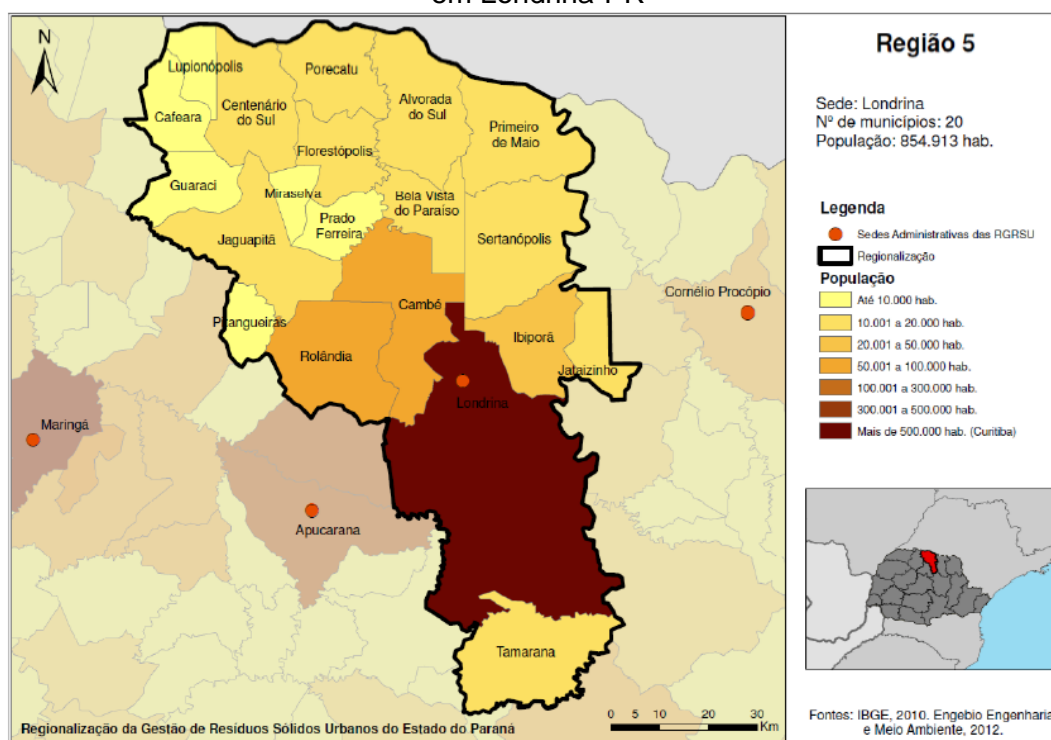 em Londrina-PR
N
Lupionópolis
Porecatu
Cafeara
Centenário
do Sul
Alvorada
do Sul
Primeiro
de Maio
Florestópolis
Guaraci
Miraselva
Prado
Ferreira
Bela Vista
do Paraíso
Jaguapitã
Sertanópolis
Cornélio Procópio
Pitangueiras
Cambé
Rolândia
Ibiporã
Jataizinho
Londrina
Maringá
Apucarana
Tamarana
Regionalização da Gestão de Resíduos Sólidos Urbanos do Estado do Paraná
0 5 10 20 30
Km
Região 5
Sede: Londrina
Nº de municípios: 20
População: 854.913 hab.
Legenda
Sedes Administrativas das RGRSU
Regionalização
População
Até 10.000 hab.
10.001 a 20.000 hab.
20.001 a 50.000 hab.
50.001 a 100.000 hab.
100.001 a 300.000 hab.
300.001 a 500.000 hab.
Mais de 500.000 hab. (Curitiba)
Fontes: IBGE, 2010. Engebio Engenharia
e Meio Ambiente, 2012.